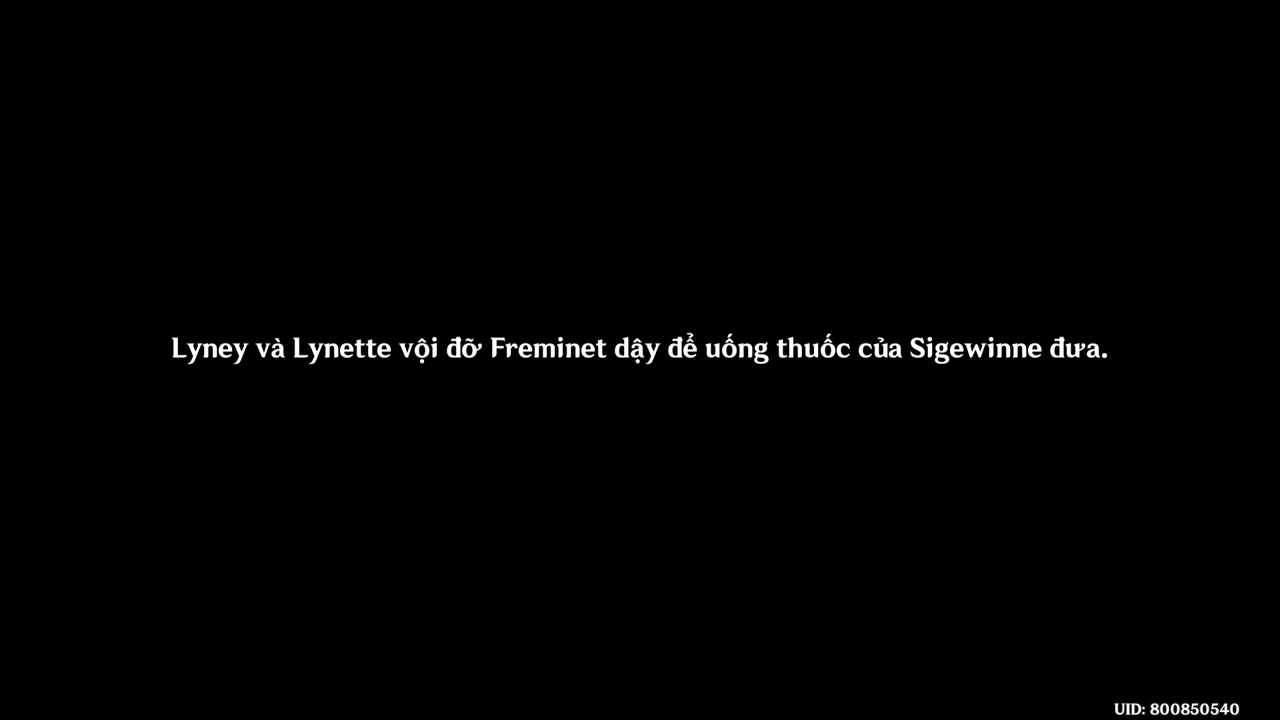 Lyney và Lynette vội đỡ Freminet dậy để uống thuốc của Sigewinne đưa.
UID: 800850540